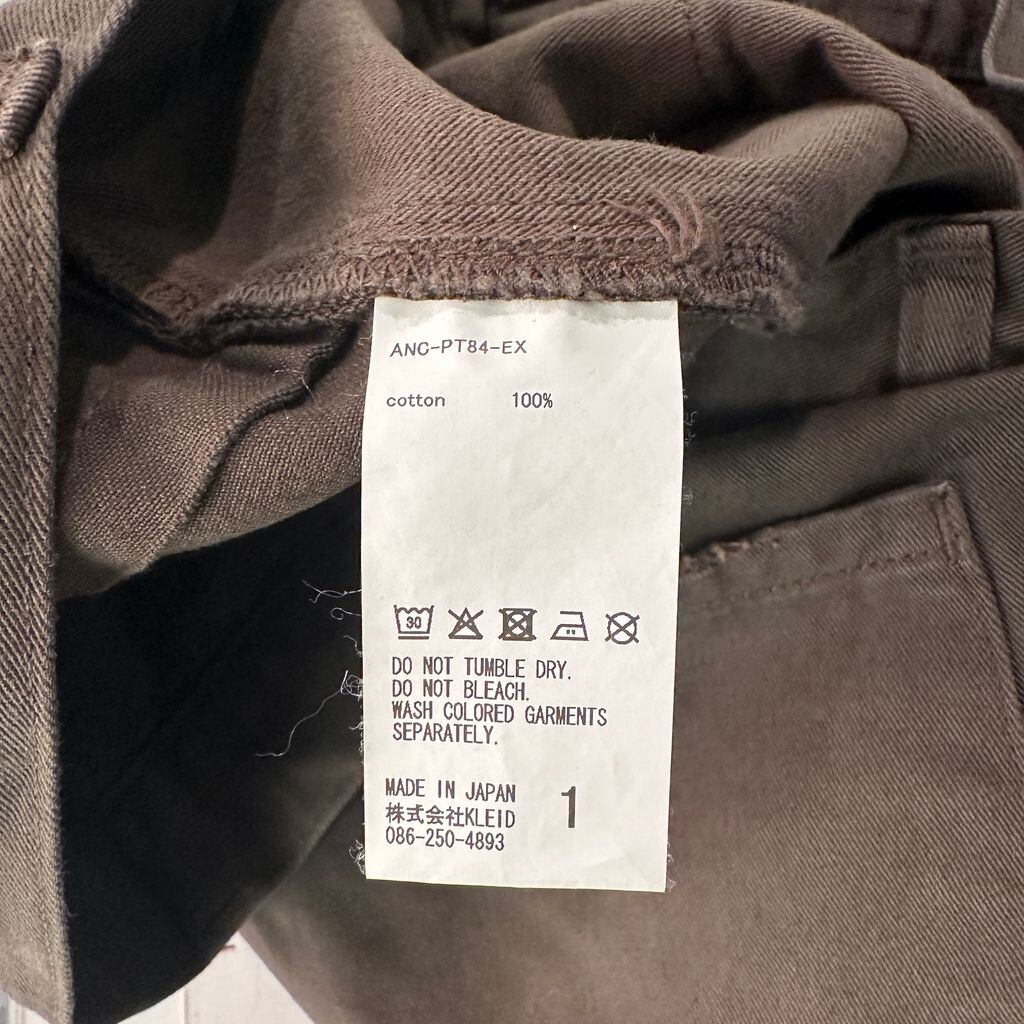 ANC-PT84-EX
cotton 100%
30
DO NOT TUMBLE DRY.
DO NOT BLEACH.
WASH COLORED GARMENTS
SEPARATELY.
MADE IN JAPAN
株式会社KLEID
086-250-4893
1